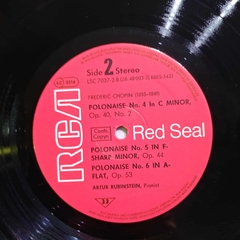 Side 2 Stereo
FREDERIC CHOPIN (1810-1849)
POLONAISE No. 4 in C MINOR,
Op. 40, No. 2
RCA Red Seal
POLONAISE No. 5 IN F-
SHARP MINOR, Op. 44
POLONAISE No. 6 IN A-
FLAT, Op. 53
ARTUR RUBINSTEIN, Pianist
33